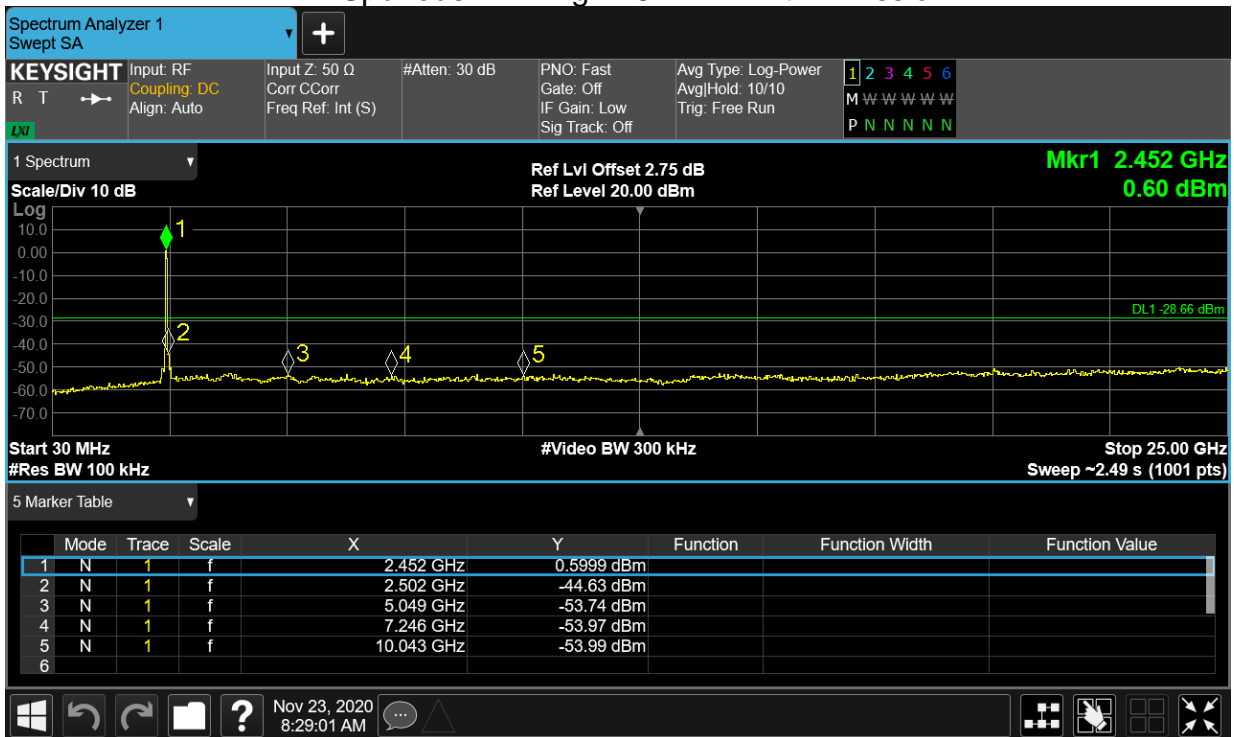 Spectrum Analyzer 1
Swept SA
+
KEYSIGHT Input: RF Input Z: 50 Ω #Atten: 30 dB PNO: Fast Avg Type: Log-Power 1 2 3 4 5 6
R T Coupling: DC Corr CCorr Gate: Off Avg|Hold: 10/10 M W W W W W
Align: Auto Freq Ref: Int (S) IF Gain: Low Trig: Free Run
LXI Sig Track: Off P N N N N N
1 Spectrum Ref Lvl Offset 2.75 dB Mkr1 2.452 GHz
Scale/Div 10 dB Ref Level 20.00 dBm 0.60 dBm
Log
10.0 1
0.00
-10.0
-20.0
DL1 -28.66 dBm
-30.0
2
-40.0
3 4 5
-50.0
-60.0
-70.0
Start 30 MHz #Video BW 300 kHz Stop 25.00 GHz
#Res BW 100 kHz Sweep ~2.49 s (1001 pts)
5 Marker Table
Mode Trace Scale X Y Function Function Width Function Value
1 N 1 f 2.452 GHz 0.5999 dBm
2 N 1 f 2.502 GHz -44.63 dBm
3 N 1 f 5.049 GHz -53.74 dBm
4 N 1 f 7.246 GHz -53.97 dBm
5 N 1 f 10.043 GHz -53.99 dBm
6
? Nov 23, 2020
8:29:01 AM